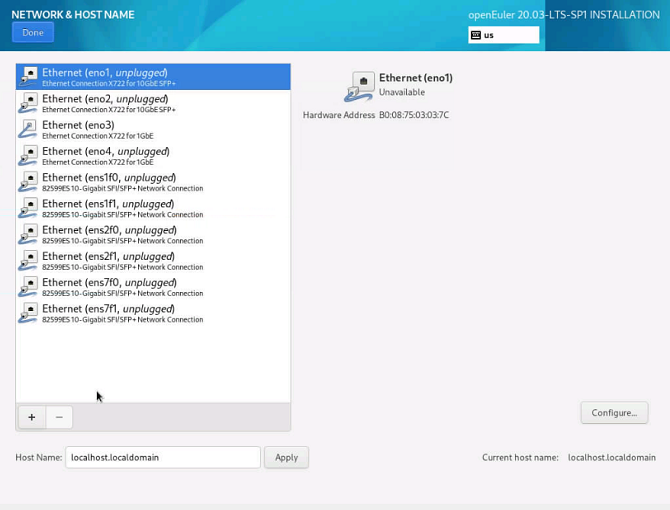 NETWORK & HOST NAME
openEuler 20.03-LTS-SP1 INSTALLATION
Done
us
Ethernet (eno1, unplugged)
Ethernet Connection X722 for 10GbE SFP+
Ethernet (eno2, unplugged)
Ethernet Connection X722 for 10GbE SFP+
Ethernet (eno3)
Ethernet Connection X722 for 1GbE
Ethernet (eno4, unplugged)
Ethernet Connection X722 for 1GbE
Ethernet (ens1f0, unplugged)
82599ES 10-Gigabit SFI/SFP+ Network Connection
Ethernet (ens1f1, unplugged)
82599ES 10-Gigabit SFI/SFP+ Network Connection
Ethernet (ens2f0, unplugged)
82599ES 10-Gigabit SFI/SFP+ Network Connection
Ethernet (ens2f1, unplugged)
82599ES 10-Gigabit SFI/SFP+ Network Connection
Ethernet (ens7f0, unplugged)
82599ES 10-Gigabit SFI/SFP+ Network Connection
Ethernet (ens7f1, unplugged)
82599ES 10-Gigabit SFI/SFP+ Network Connection
Ethernet (eno1)
Unavailable
Hardware Address B0:08:75:03:03:7C
+ −
Configure...
Host Name: localhost.localdomain Apply
Current host name: localhost.localdomain